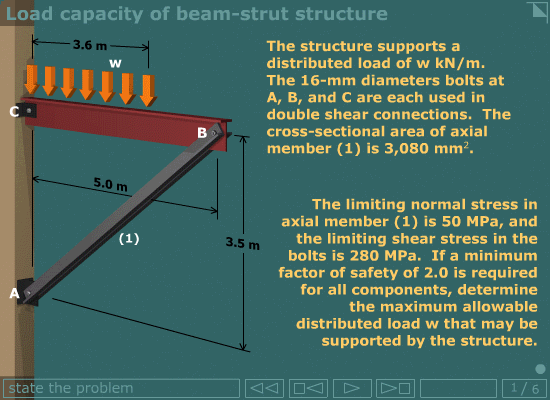 Load capacity of beam-strut structure
3.6 m
w
The structure supports a
distributed load of w kN/m.
The 16-mm diameters bolts at
A, B, and C are each used in
double shear connections. The
cross-sectional area of axial
member (1) is 3,080 mm².
C
B
5.0 m
(1)
3.5 m
A
The limiting normal stress in
axial member (1) is 50 MPa, and
the limiting shear stress in the
bolts is 280 MPa. If a minimum
factor of safety of 2.0 is required
for all components, determine
the maximum allowable
distributed load w that may be
supported by the structure.
state the problem
1 / 6